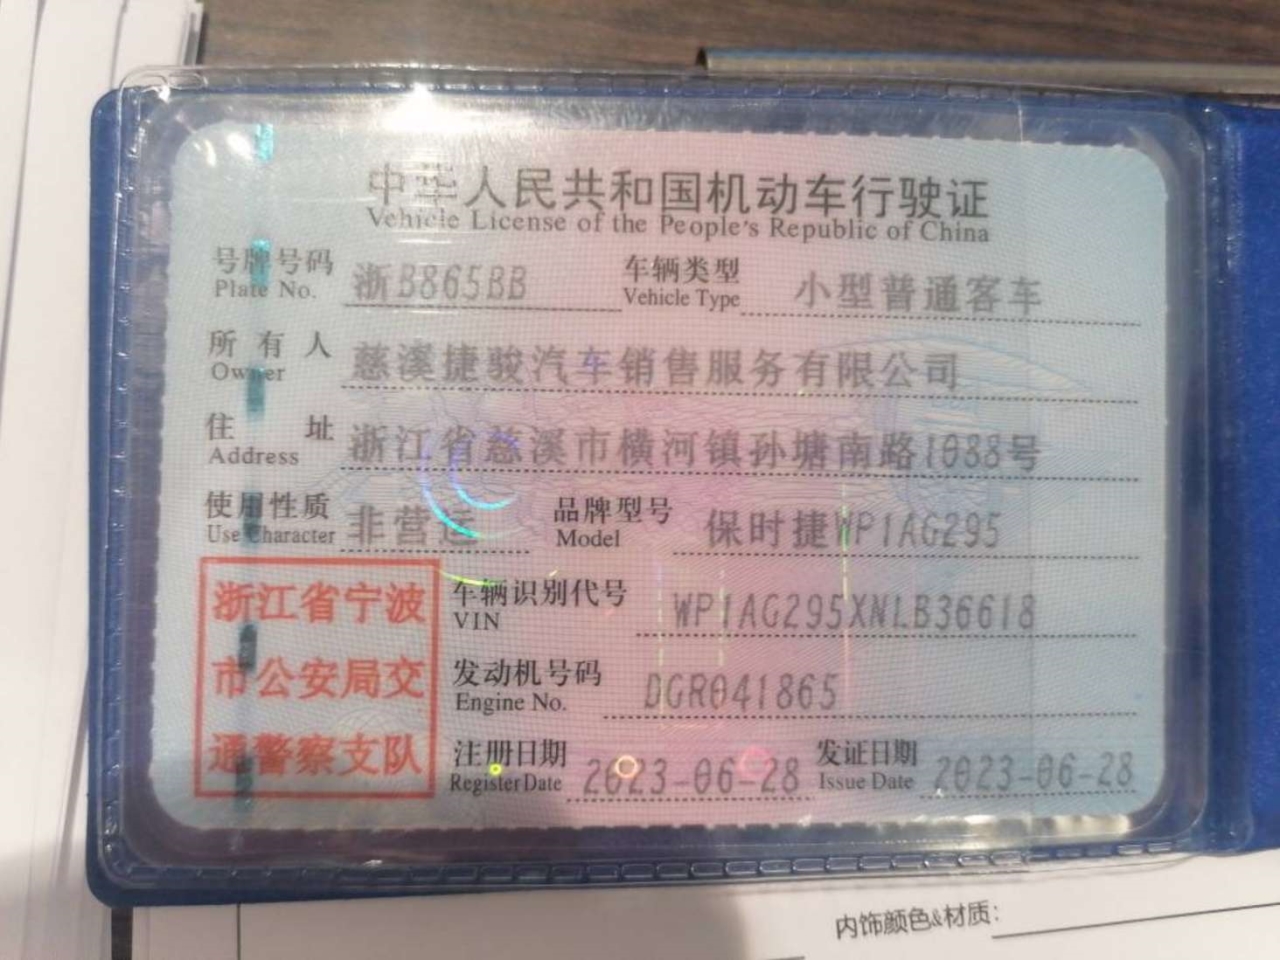 中华人民共和国机动车行驶证
Vehicle License of the People's Republic of China
号牌号码 浙B865BB 车辆类型 小型普通客车
Plate No. Vehicle Type
所有人 慈溪捷骏汽车销售服务有限公司
Owner
住址 浙江省慈溪市横河镇孙塘南路1088号
Address
使用性质 非营运 品牌型号 保时捷WP1AG295
Use Character Model
浙江省宁波
市公安局交
通警察支队
车辆识别代号 WP1AG295XNLB36618
VIN
发动机号码 DGR041865
Engine No.
注册日期 2023-06-28 发证日期 2023-06-28
Register Date Issue Date
内饰颜色&材质: